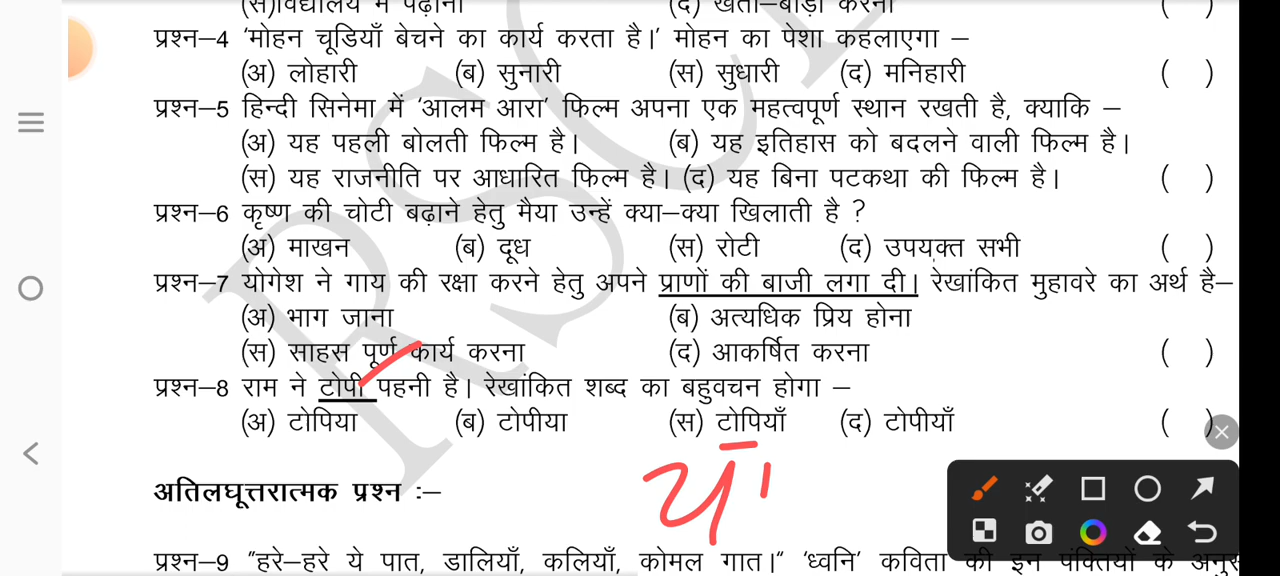 (स) विद्यालय में पढ़ाना (द) खेती–बाड़ी करना ( )
प्रश्न–4 ‘मोहन चूडियाँ बेचने का कार्य करता है।’ मोहन का पेशा कहलाएगा –
(अ) लोहारी (ब) सुनारी (स) सुधारी (द) मनिहारी ( )
प्रश्न–5 हिन्दी सिनेमा में ‘आलम आरा’ फिल्म अपना एक महत्वपूर्ण स्थान रखती है, क्योकि –
(अ) यह पहली बोलती फिल्म है। (ब) यह इतिहास को बदलने वाली फिल्म है।
(स) यह राजनीति पर आधारित फिल्म है। (द) यह बिना पटकथा की फिल्म है। ( )
प्रश्न–6 कृष्ण की चोटी बढ़ाने हेतु मैया उन्हें क्या–क्या खिलाती है ?
(अ) माखन (ब) दूध (स) रोटी (द) उपयुक्त सभी ( )
प्रश्न–7 योगेश ने गाय की रक्षा करने हेतु अपने प्राणों की बाजी लगा दी। रेखांकित मुहावरे का अर्थ है–
(अ) भाग जाना (ब) अत्यधिक प्रिय होना
(स) साहस पूर्ण कार्य करना (द) आकर्षित करना ( )
प्रश्न–8 राम ने टोपी पहनी है। रेखांकित शब्द का बहुवचन होगा –
(अ) टोपिया (ब) टोपीया (स) टोपियाँ (द) टोपीयाँ ( )
अतिलघूत्तरात्मक प्रश्न :–
प्रश्न–9 "हरे–हरे ये पात, डालियाँ, कलियाँ, कोमल गात।" ‘ध्वनि’ कविता की इन पंक्तियों के